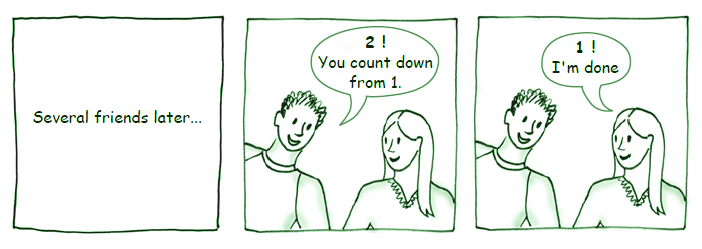 Several friends later...
2 !
You count down
from 1.
1 !
I'm done